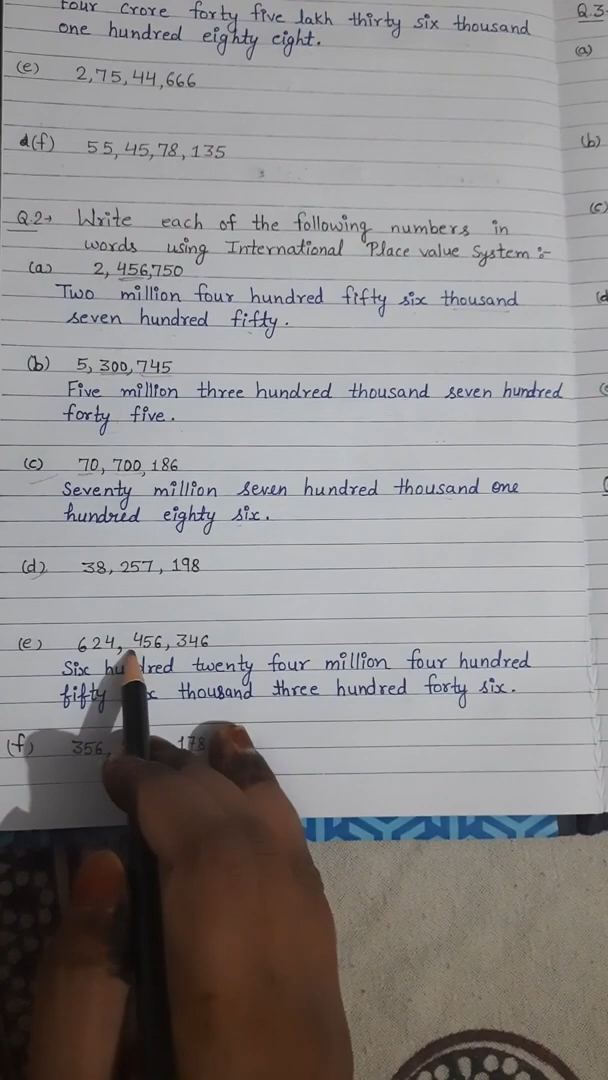 four crore forty five lakh thirty six thousand
one hundred eighty eight.
(e) 2,75,44,666
(f) 55,45,78,135
Q.2→ Write each of the following numbers in
words using International Place value System :-
(a) 2,456,750
Two million four hundred fifty six thousand
seven hundred fifty.
(b) 5,300,745
Five million three hundred thousand seven hundred
forty five.
(c) 70,700,186
Seventy million seven hundred thousand one
hundred eighty six.
(d) 38,257,198
(e) 624,456,346
Six hundred twenty four million four hundred
fifty thousand three hundred forty six.
(f) 356, 178
Q.3
(a)
(b)
(c)